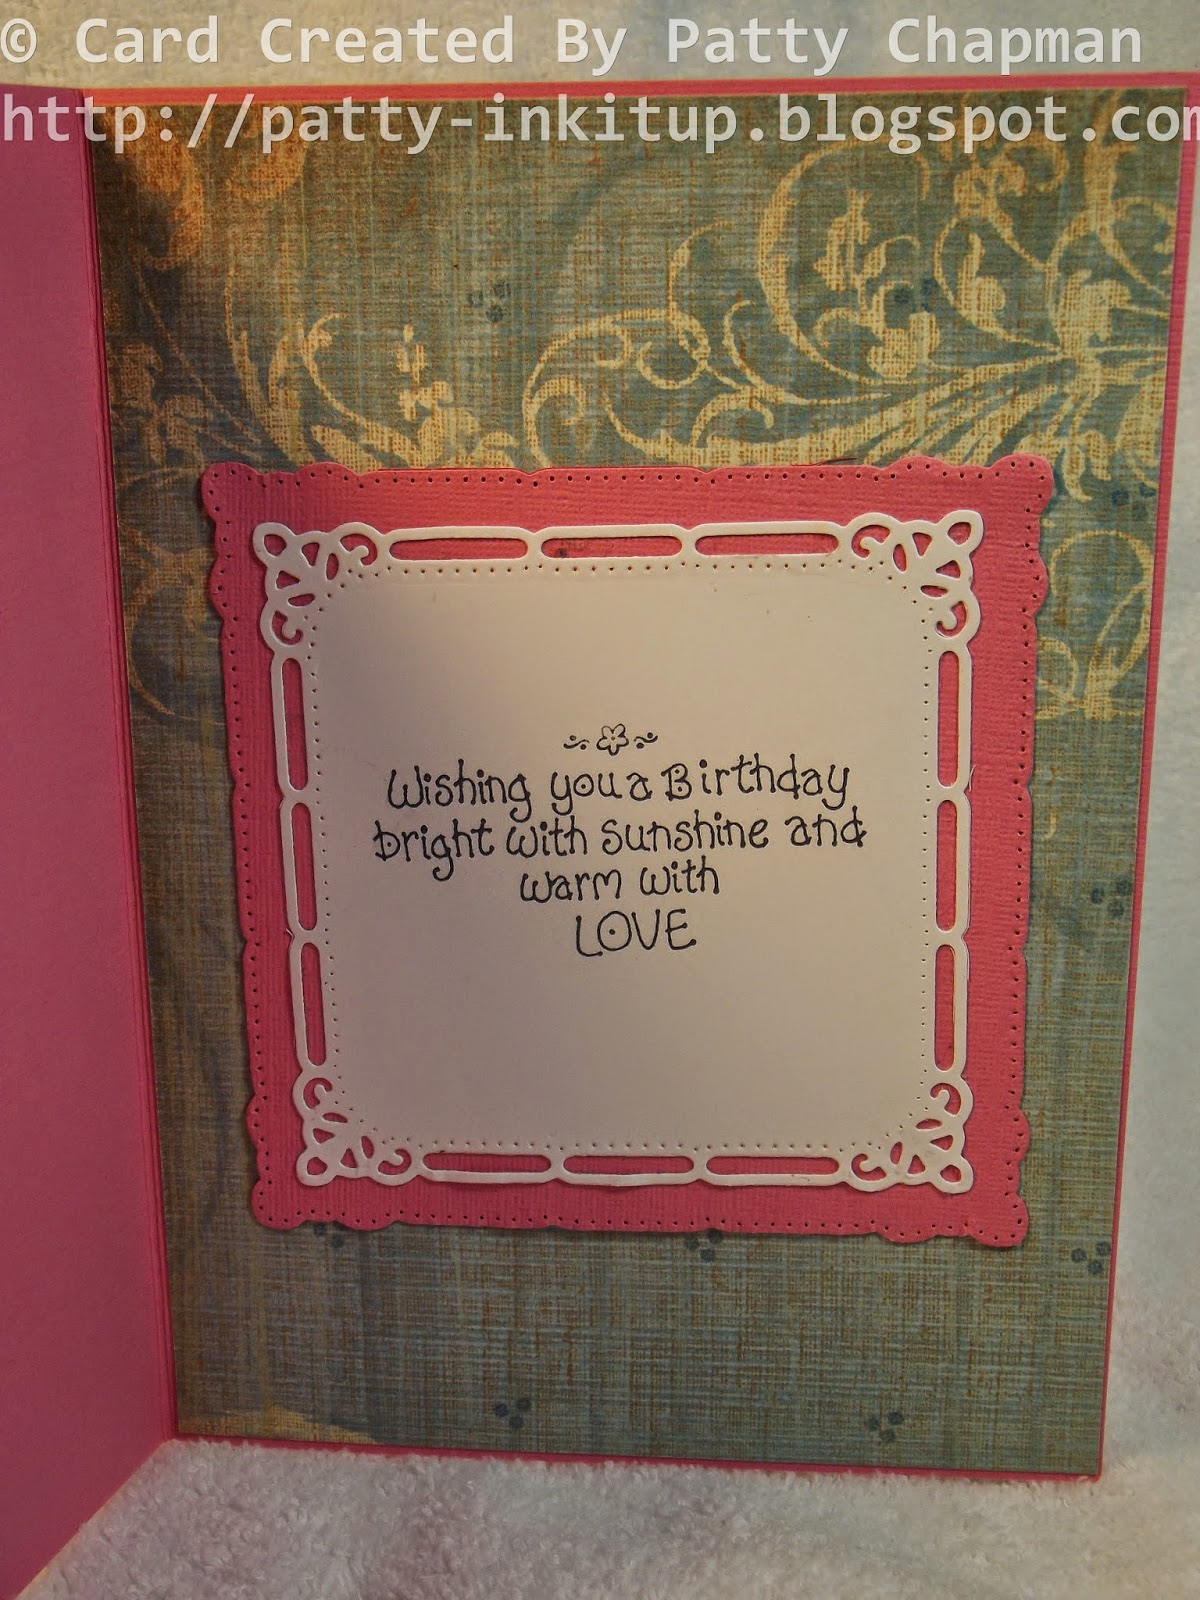 © Card Created By Patty Chapman
http://patty-inkitup.blogspot.com
Wishing you a Birthday
bright with sunshine and
warm with
LOVE